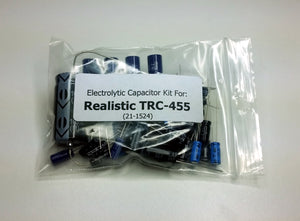 Electrolytic Capacitor Kit For:
Realistic TRC-455
(21-1524)